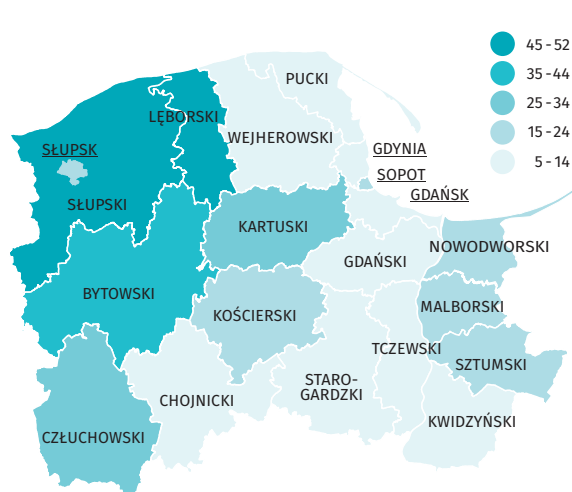 45-52
35-44
25-34
15-24
5-14
PUCKI
LĘBORSKI
WEJHEROWSKI
SŁUPSK
GDYNIA
SOPOT
GDAŃSK
SŁUPSKI
KARTUSKI
NOWODWORSKI
GDAŃSKI
BYTOWSKI
MALBORSKI
KOŚCIERSKI
TCZEWSKI
SZTUMSKI
STARO-
GARDZKI
CHOJNICKI
KWIDZYŃSKI
CZŁUCHOWSKI